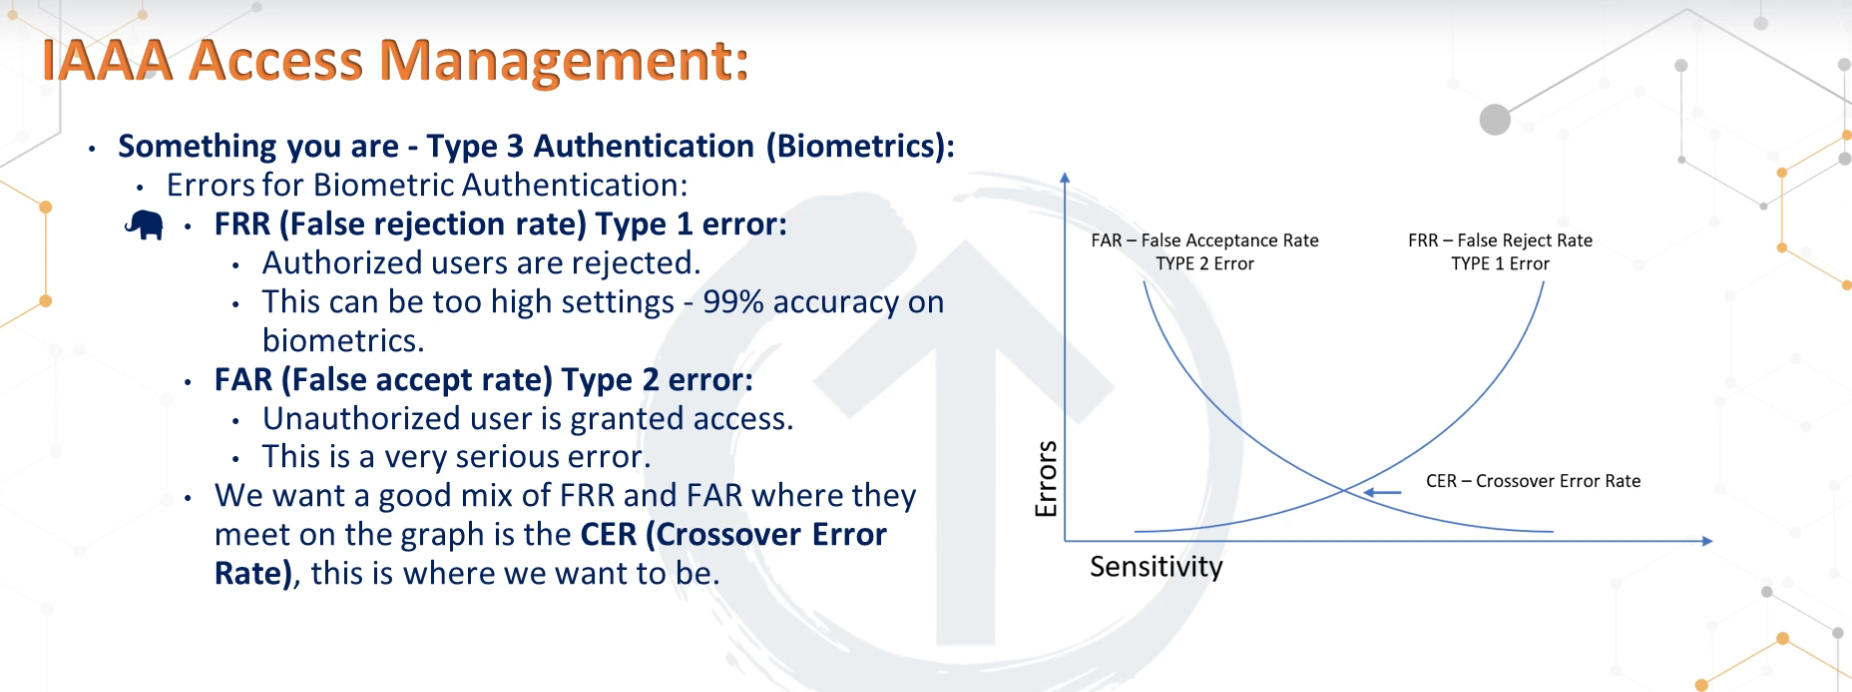 IAAA Access Management:
• Something you are - Type 3 Authentication (Biometrics):
• Errors for Biometric Authentication:
• FRR (False rejection rate) Type 1 error:
• Authorized users are rejected.
• This can be too high settings - 99% accuracy on
biometrics.
• FAR (False accept rate) Type 2 error:
• Unauthorized user is granted access.
• This is a very serious error.
• We want a good mix of FRR and FAR where they
meet on the graph is the CER (Crossover Error
Rate), this is where we want to be.
FAR – False Acceptance Rate
TYPE 2 Error
FRR – False Reject Rate
TYPE 1 Error
CER – Crossover Error Rate
Errors
Sensitivity